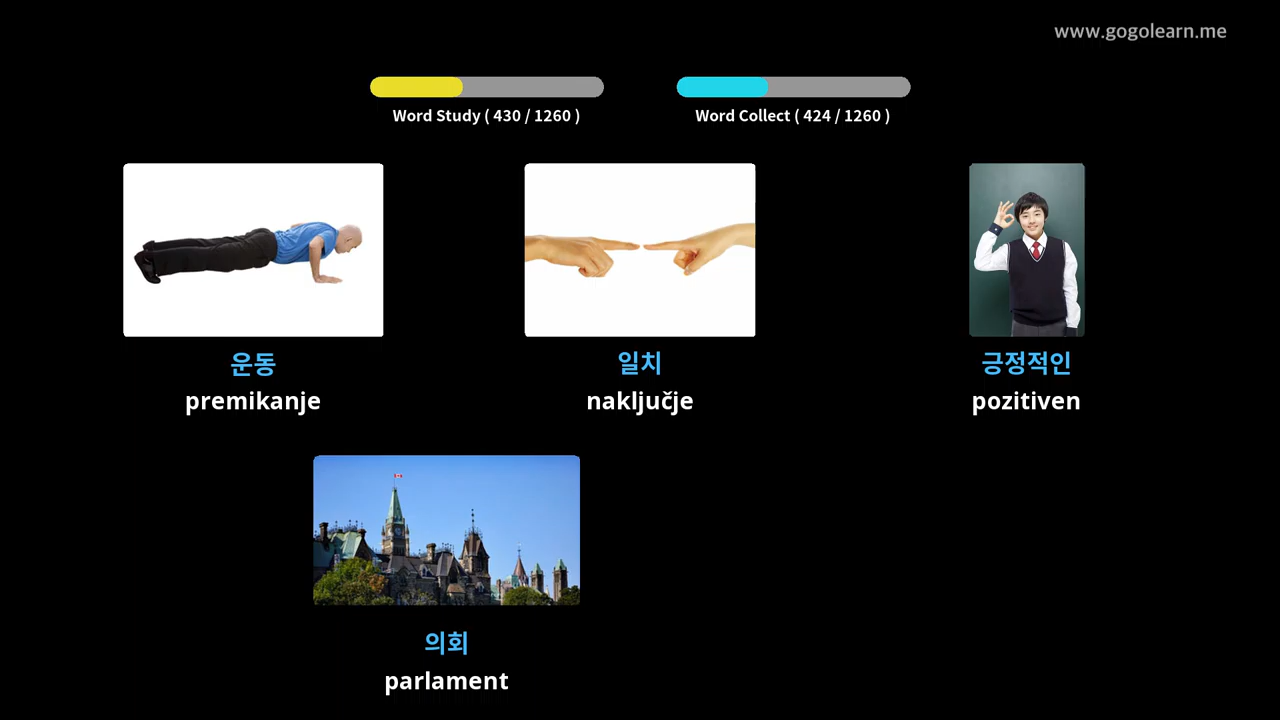 www.gogolearn.me
Word Study ( 430 / 1260 )
Word Collect ( 424 / 1260 )
운동
premikanje
일치
naključje
긍정적인
pozitiven
의회
parlament